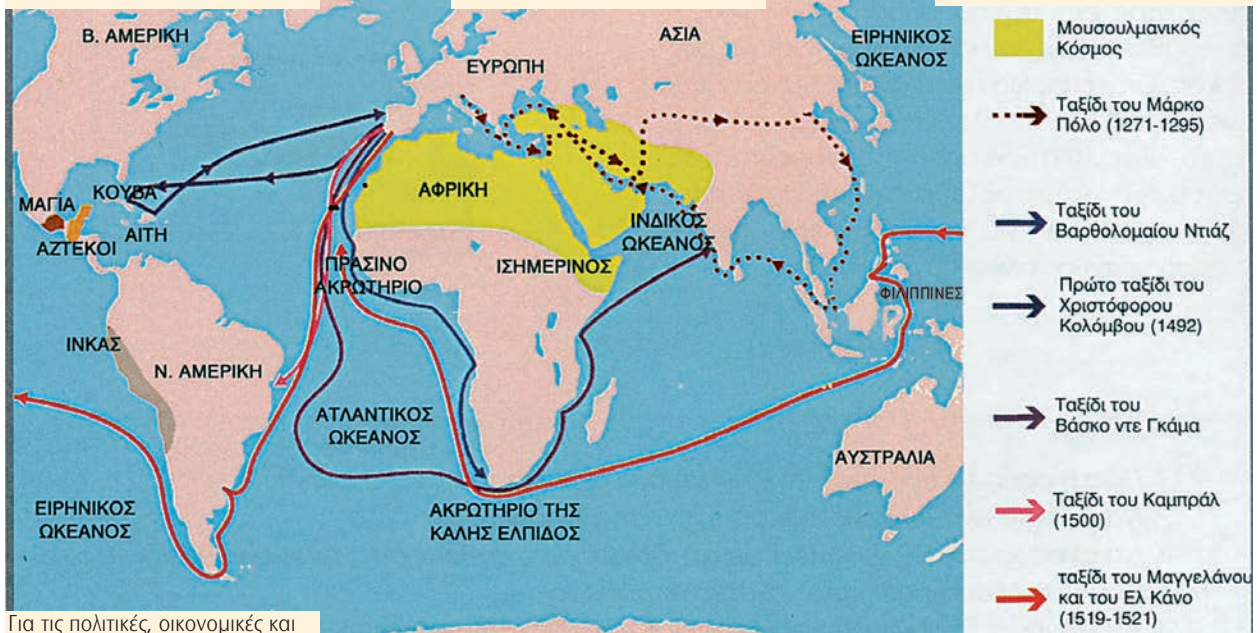 Β. ΑΜΕΡΙΚΗ
ΑΣΙΑ
ΕΙΡΗΝΙΚΟΣ
ΩΚΕΑΝΟΣ
ΕΥΡΩΠΗ
ΚΟΥΒΑ
ΜΑΓΙΑ
ΑΖΤΕΚΟΙ
ΑΙΤΗ
ΑΦΡΙΚΗ
ΙΝΔΙΚΟΣ
ΩΚΕΑΝΟΣ
ΠΡΑΣΙΝΟ
ΑΚΡΩΤΗΡΙΟ
ΙΣΗΜΕΡΙΝΟΣ
ΦΙΛΙΠΠΙΝΕΣ
ΙΝΚΑΣ
Ν. ΑΜΕΡΙΚΗ
ΑΤΛΑΝΤΙΚΟΣ
ΩΚΕΑΝΟΣ
ΑΥΣΤΡΑΛΙΑ
ΕΙΡΗΝΙΚΟΣ
ΩΚΕΑΝΟΣ
ΑΚΡΩΤΗΡΙΟ ΤΗΣ
ΚΑΛΗΣ ΕΛΠΙΔΟΣ
Μουσουλμανικός
Κόσμος
Ταξίδι του Μάρκο
Πόλο (1271-1295)
Ταξίδι του
Βαρθολομαίου Ντιάζ
Πρώτο ταξίδι του
Χριστόφορου
Κολόμβου (1492)
Ταξίδι του
Βάσκο ντε Γκάμα
Ταξίδι του Καμπράλ
(1500)
ταξίδι του Μαγγελάνου
και του Ελ Κάνο
(1519-1521)
Για τις πολιτικές, οικονομικές και